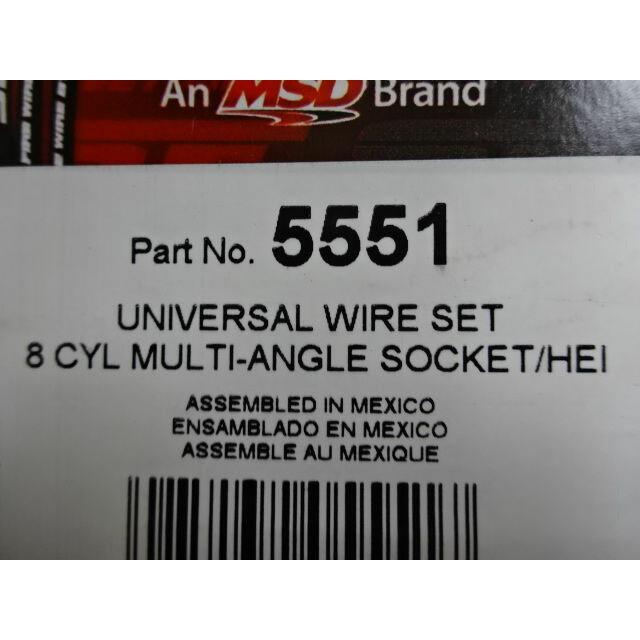 An MSD Brand
Part No. 5551
UNIVERSAL WIRE SET
8 CYL MULTI-ANGLE SOCKET/HEI
ASSEMBLED IN MEXICO
ENSAMBLADO EN MEXICO
ASSEMBLE AU MEXIQUE